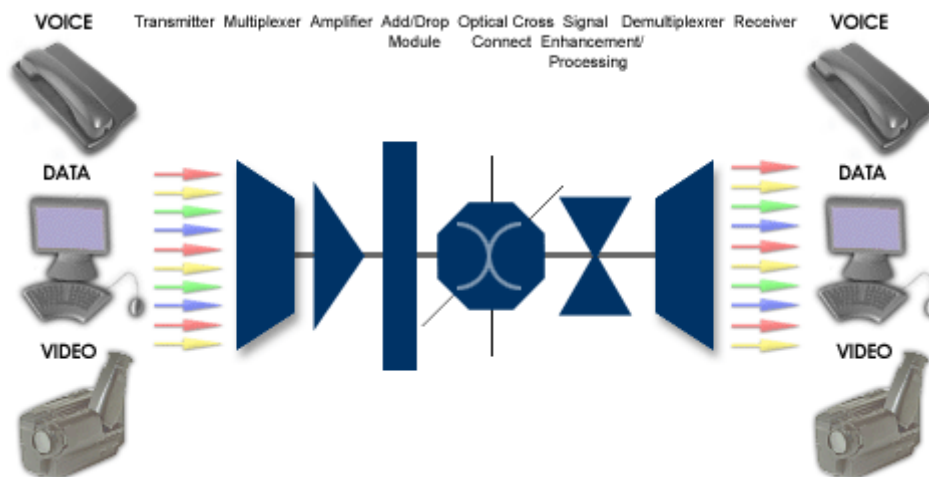 VOICE
Transmitter Multiplexer Amplifier Add/Drop Optical Cross Signal Demultiplexrer Receiver
Module Connect Enhancement/
Processing
VOICE
DATA
DATA
VIDEO
VIDEO